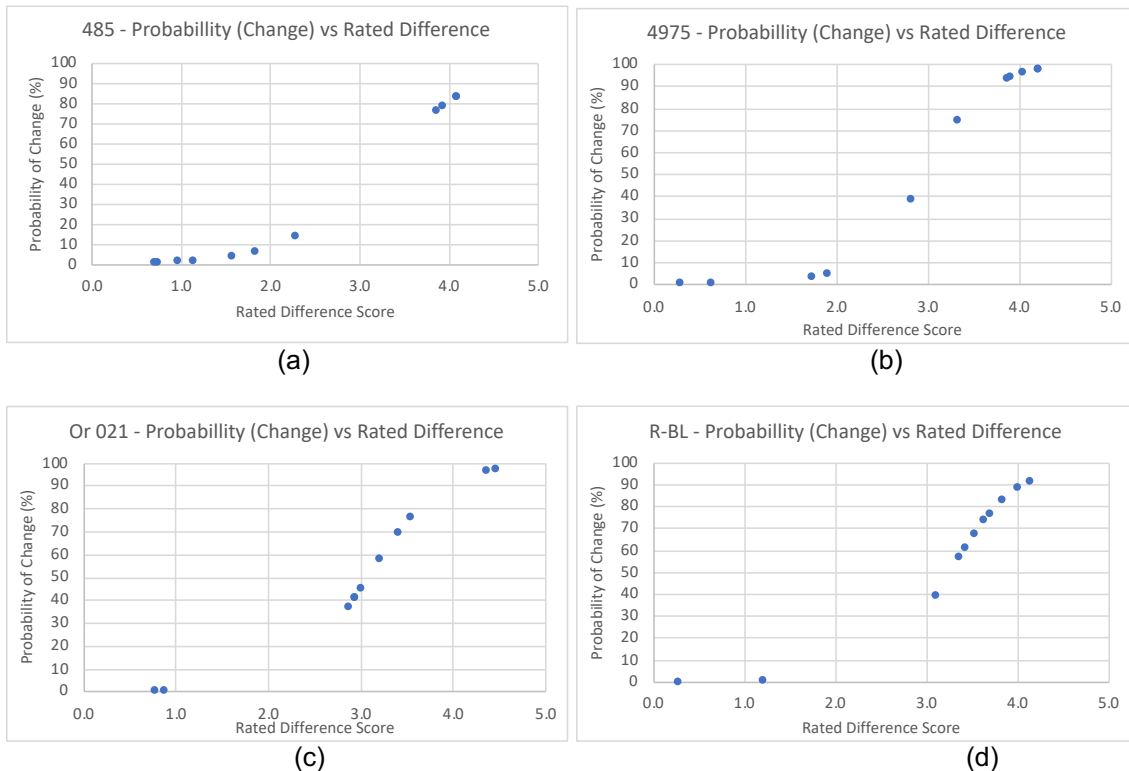 485 - Probabillity (Change) vs Rated Difference
Probability of Change (%)
100
90
80
70
60
50
40
30
20
10
0
0.0 1.0 2.0 3.0 4.0 5.0
Rated Difference Score
(a)
4975 - Probabillity (Change) vs Rated Difference
Probability of Change (%)
100
90
80
70
60
50
40
30
20
10
0
0.0 1.0 2.0 3.0 4.0 5.0
Rated Difference Score
(b)
Or 021 - Probabillity (Change) vs Rated Difference
Probability of Change (%)
100
90
80
70
60
50
40
30
20
10
0
0.0 1.0 2.0 3.0 4.0 5.0
Rated Difference Score
(c)
R-BL - Probabillity (Change) vs Rated Difference
Probability of Change (%)
100
90
80
70
60
50
40
30
20
10
0
0.0 1.0 2.0 3.0 4.0 5.0
Rated Difference Score
(d)